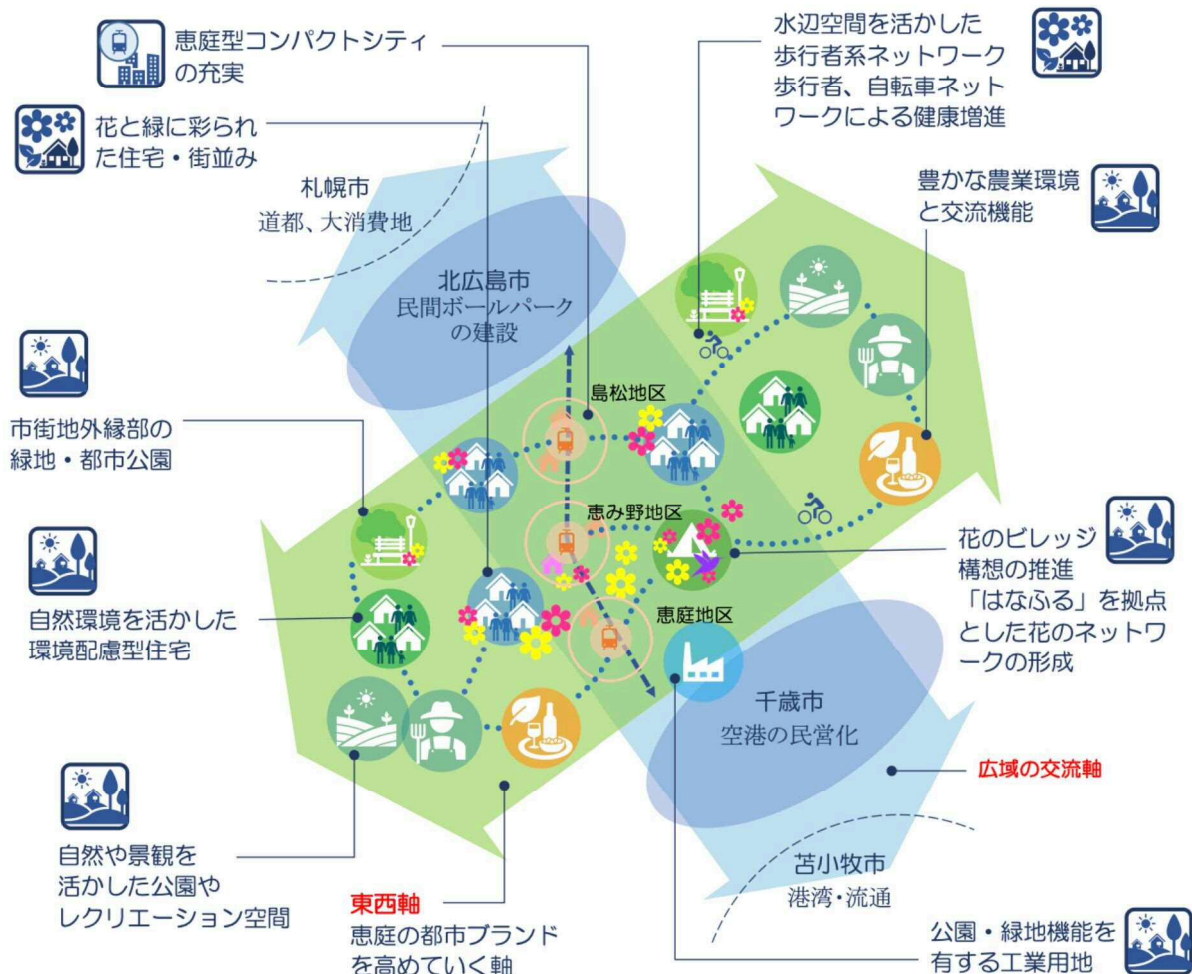 恵庭型コンパクトシティ
の充実
水辺空間を活かした
歩行者系ネットワーク
歩行者、自転車ネット
ワークによる健康増進
花と緑に彩られ
た住宅・街並み
札幌市
道都、大消費地
豊かな農業環境
と交流機能
北広島市
民間ボールパーク
の建設
島松地区
市街地外縁部の
緑地・都市公園
恵み野地区
花のビレッジ
構想の推進
「はなふる」を拠点
とした花のネットワ
ークの形成
自然環境を活かした
環境配慮型住宅
恵庭地区
千歳市
空港の民営化
広域の交流軸
自然や景観を
活かした公園や
レクリエーション空間
苫小牧市
港湾・流通
東西軸
恵庭の都市ブランド
を高めていく軸
公園・緑地機能を
有する工業用地